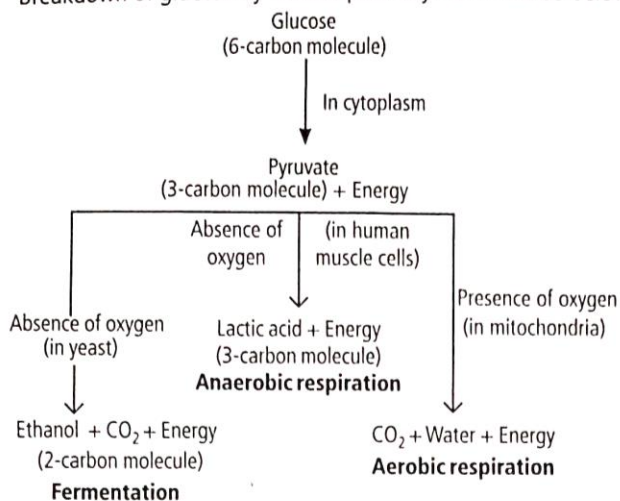 Glucose
(6-carbon molecule)
In cytoplasm
Pyruvate
(3-carbon molecule) + Energy
Absence of
oxygen
(in human
muscle cells)
Absence of oxygen
(in yeast)
Lactic acid + Energy
(3-carbon molecule)
Anaerobic respiration
Presence of oxygen
(in mitochondria)
Ethanol + CO₂ + Energy
(2-carbon molecule)
Fermentation
CO₂ + Water + Energy
Aerobic respiration